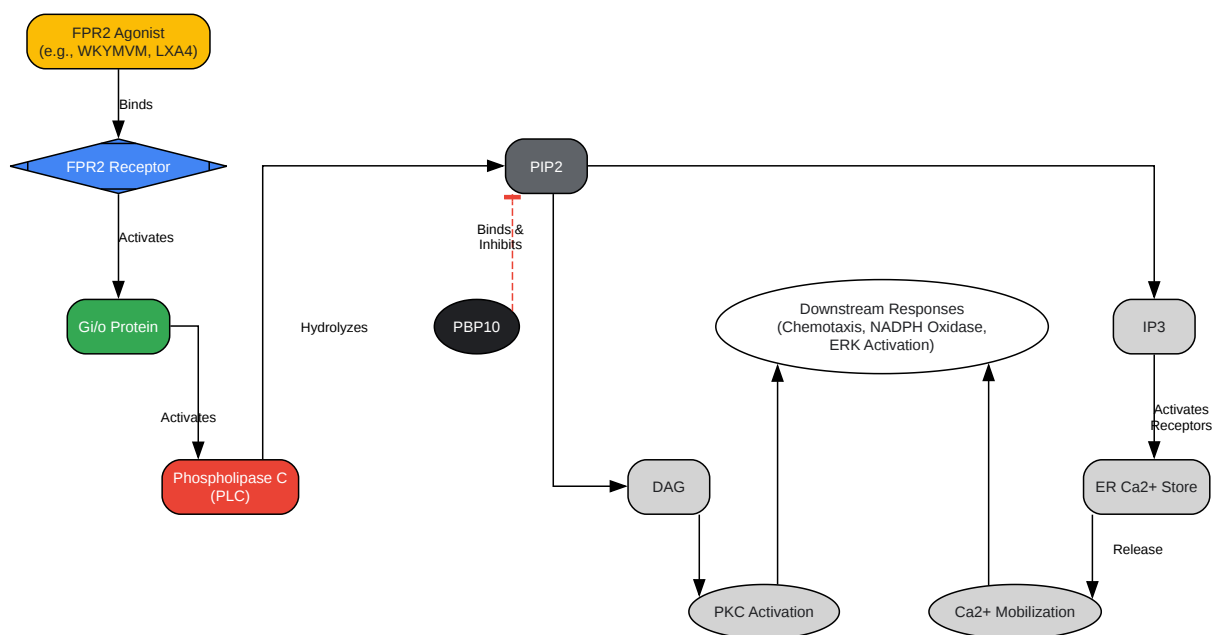 FPR2 Agonist
(e.g., WKYMVM, LXA4)
Binds
FPR2 Receptor
PIP2
Activates
Binds &
Inhibits
Gi/o Protein
Hydrolyzes
PBP10
Downstream Responses
(Chemotaxis, NADPH Oxidase,
ERK Activation)
IP3
Activates
Activates
Receptors
Phospholipase C
(PLC)
DAG
ER Ca2+ Store
Release
PKC Activation
Ca2+ Mobilization